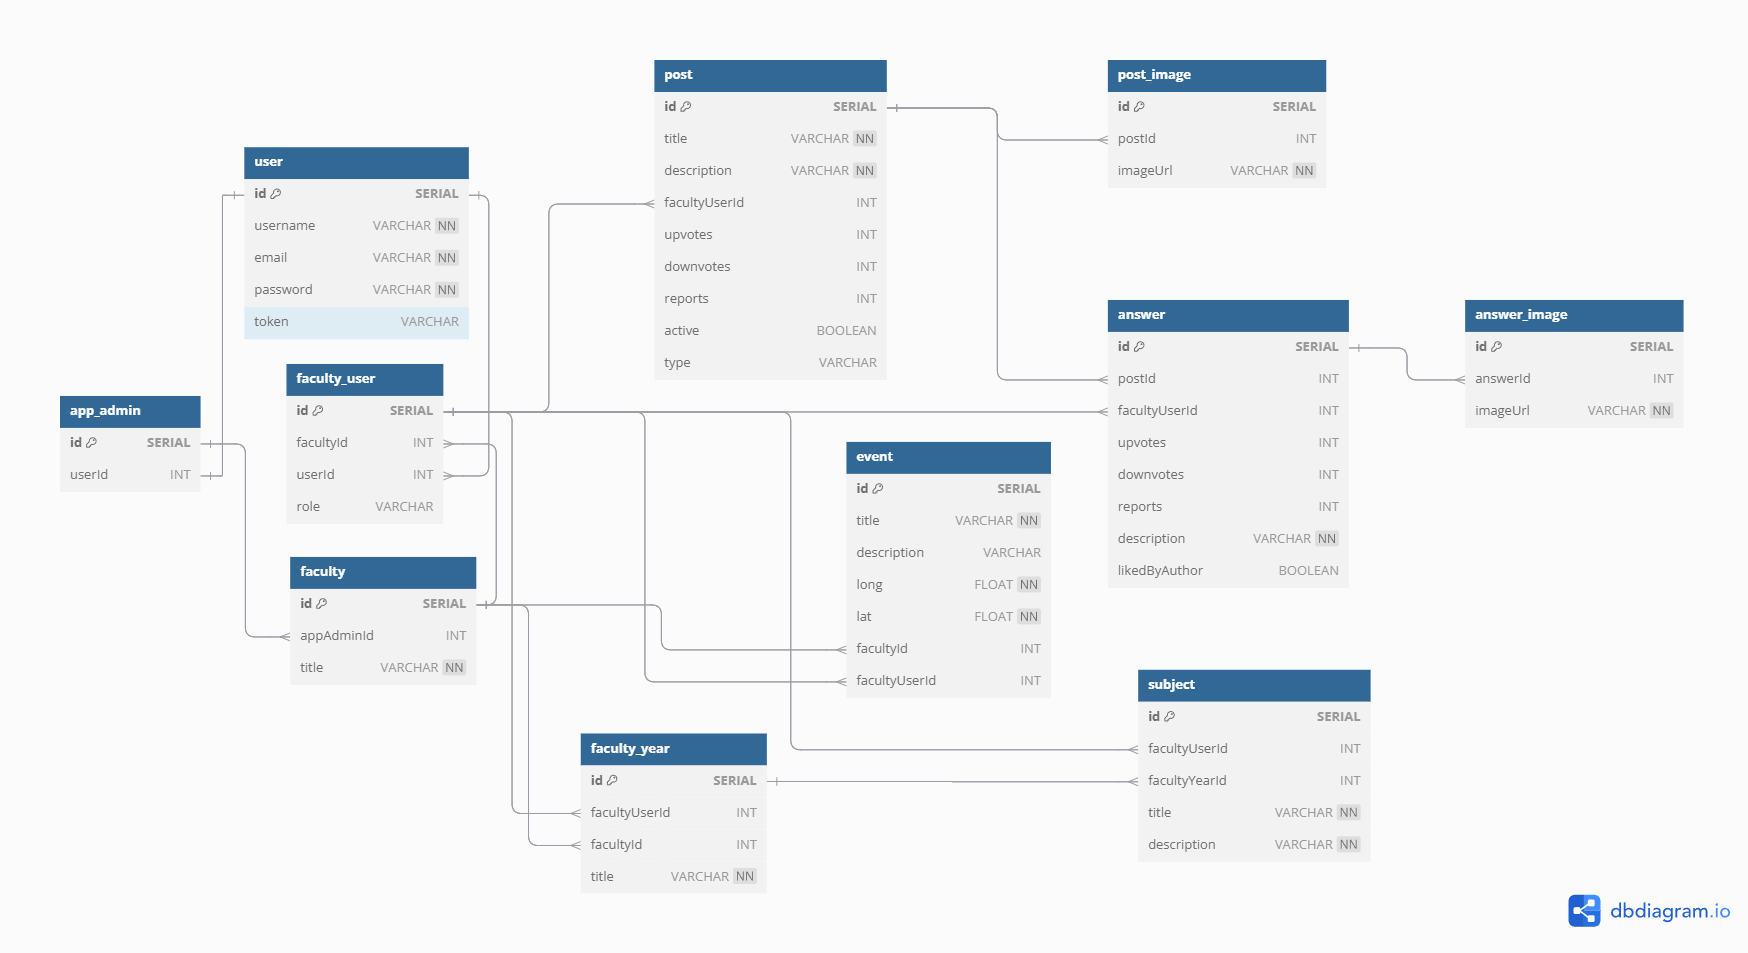 user
id SERIAL
username VARCHAR NN
email VARCHAR NN
password VARCHAR NN
token VARCHAR
app_admin
id SERIAL
userId INT
faculty_user
id SERIAL
facultyId INT
userId INT
role VARCHAR
faculty
id SERIAL
appAdminId INT
title VARCHAR NN
post
id SERIAL
title VARCHAR NN
description VARCHAR NN
facultyUserId INT
upvotes INT
downvotes INT
reports INT
active BOOLEAN
type VARCHAR
post_image
id SERIAL
postId INT
imageUrl VARCHAR NN
answer
id SERIAL
postId INT
facultyUserId INT
upvotes INT
downvotes INT
reports INT
description VARCHAR NN
likedByAuthor BOOLEAN
answer_image
id SERIAL
answerId INT
imageUrl VARCHAR NN
event
id SERIAL
title VARCHAR NN
description VARCHAR
long FLOAT NN
lat FLOAT NN
facultyId INT
facultyUserId INT
faculty_year
id SERIAL
facultyUserId INT
facultyId INT
title VARCHAR NN
subject
id SERIAL
facultyUserId INT
facultyYearId INT
title VARCHAR NN
description VARCHAR NN
dbdiagram.io